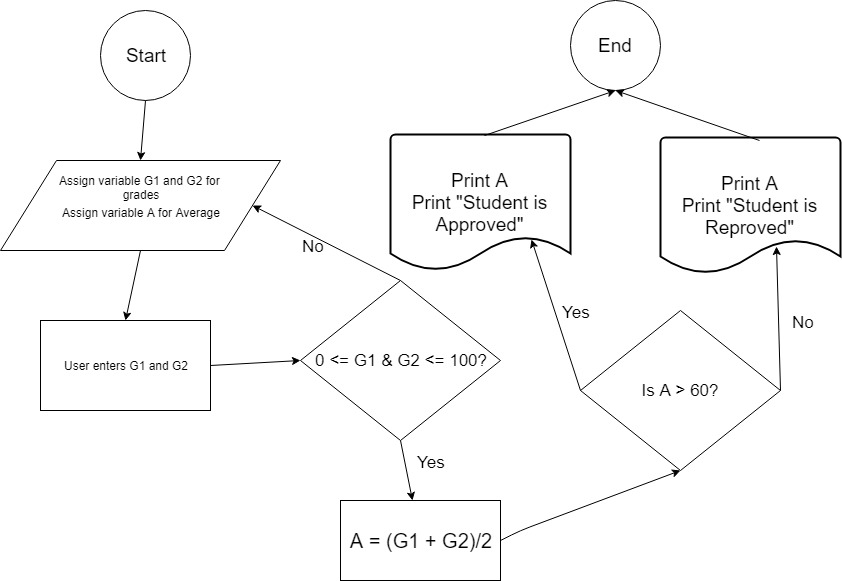 Start
Assign variable G1 and G2 for
grades
Assign variable A for Average
User enters G1 and G2
0 <= G1 & G2 <= 100?
No
Yes
A = (G1 + G2)/2
Is A > 60?
Yes
No
Print A
Print "Student is
Approved"
Print A
Print "Student is
Reproved"
End